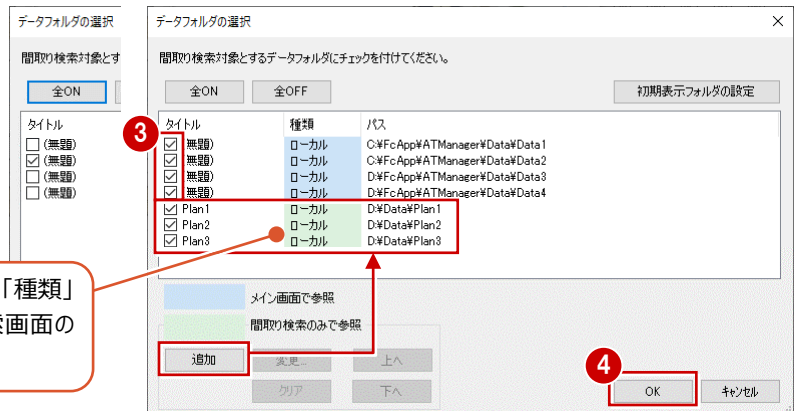 データフォルダの選択
間取り検索対象とす
全ON
タイトル
(無題)
(無題)
(無題)
(無題)
「種類」
索画面の
データフォルダの選択
間取り検索対象とするデータフォルダにチェックを付けてください。
全ON 全OFF 初期表示フォルダの設定
3
タイトル 種類 パス
無題) ローカル C:¥FcApp¥ATManager¥Data¥Data1
無題) ローカル C:¥FcApp¥ATManager¥Data¥Data2
無題) ローカル D:¥FcApp¥ATManager¥Data¥Data3
無題) ローカル D:¥FcApp¥ATManager¥Data¥Data4
Plan1 ローカル D:¥Data¥Plan1
Plan2 ローカル D:¥Data¥Plan2
Plan3 ローカル D:¥Data¥Plan3
メイン画面で参照
間取り検索のみで参照
追加 変更... 上へ
クリア 下へ
4
OK キャンセル